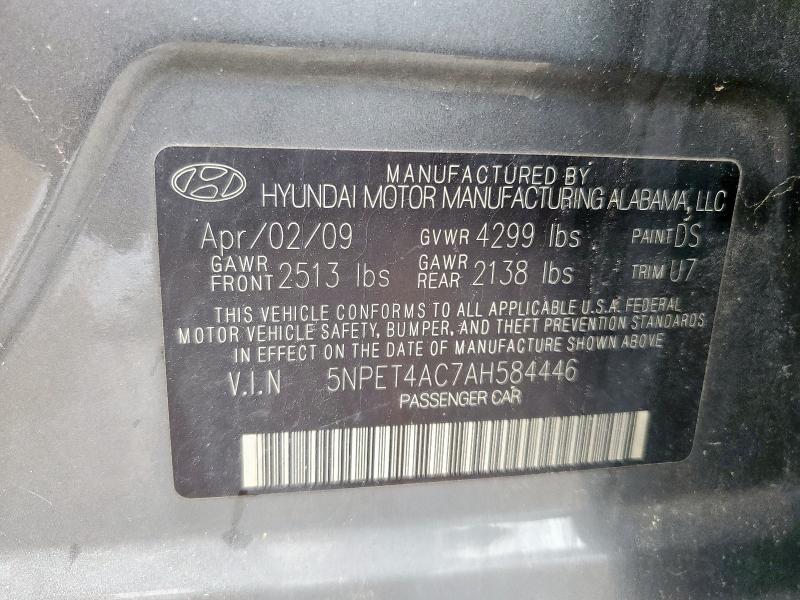 MANUFACTURED BY
HYUNDAI MOTOR MANUFACTURING ALABAMA, LLC
Apr/02/09 GVWR 4299 lbs PAINT DS
GAWR FRONT 2513 lbs GAWR REAR 2138 lbs TRIM U7
THIS VEHICLE CONFORMS TO ALL APPLICABLE U.S.A. FEDERAL
MOTOR VEHICLE SAFETY, BUMPER, AND THEFT PREVENTION STANDARDS
IN EFFECT ON THE DATE OF MANUFACTURE SHOWN ABOVE
V.I.N 5NPET4AC7AH584446
PASSENGER CAR